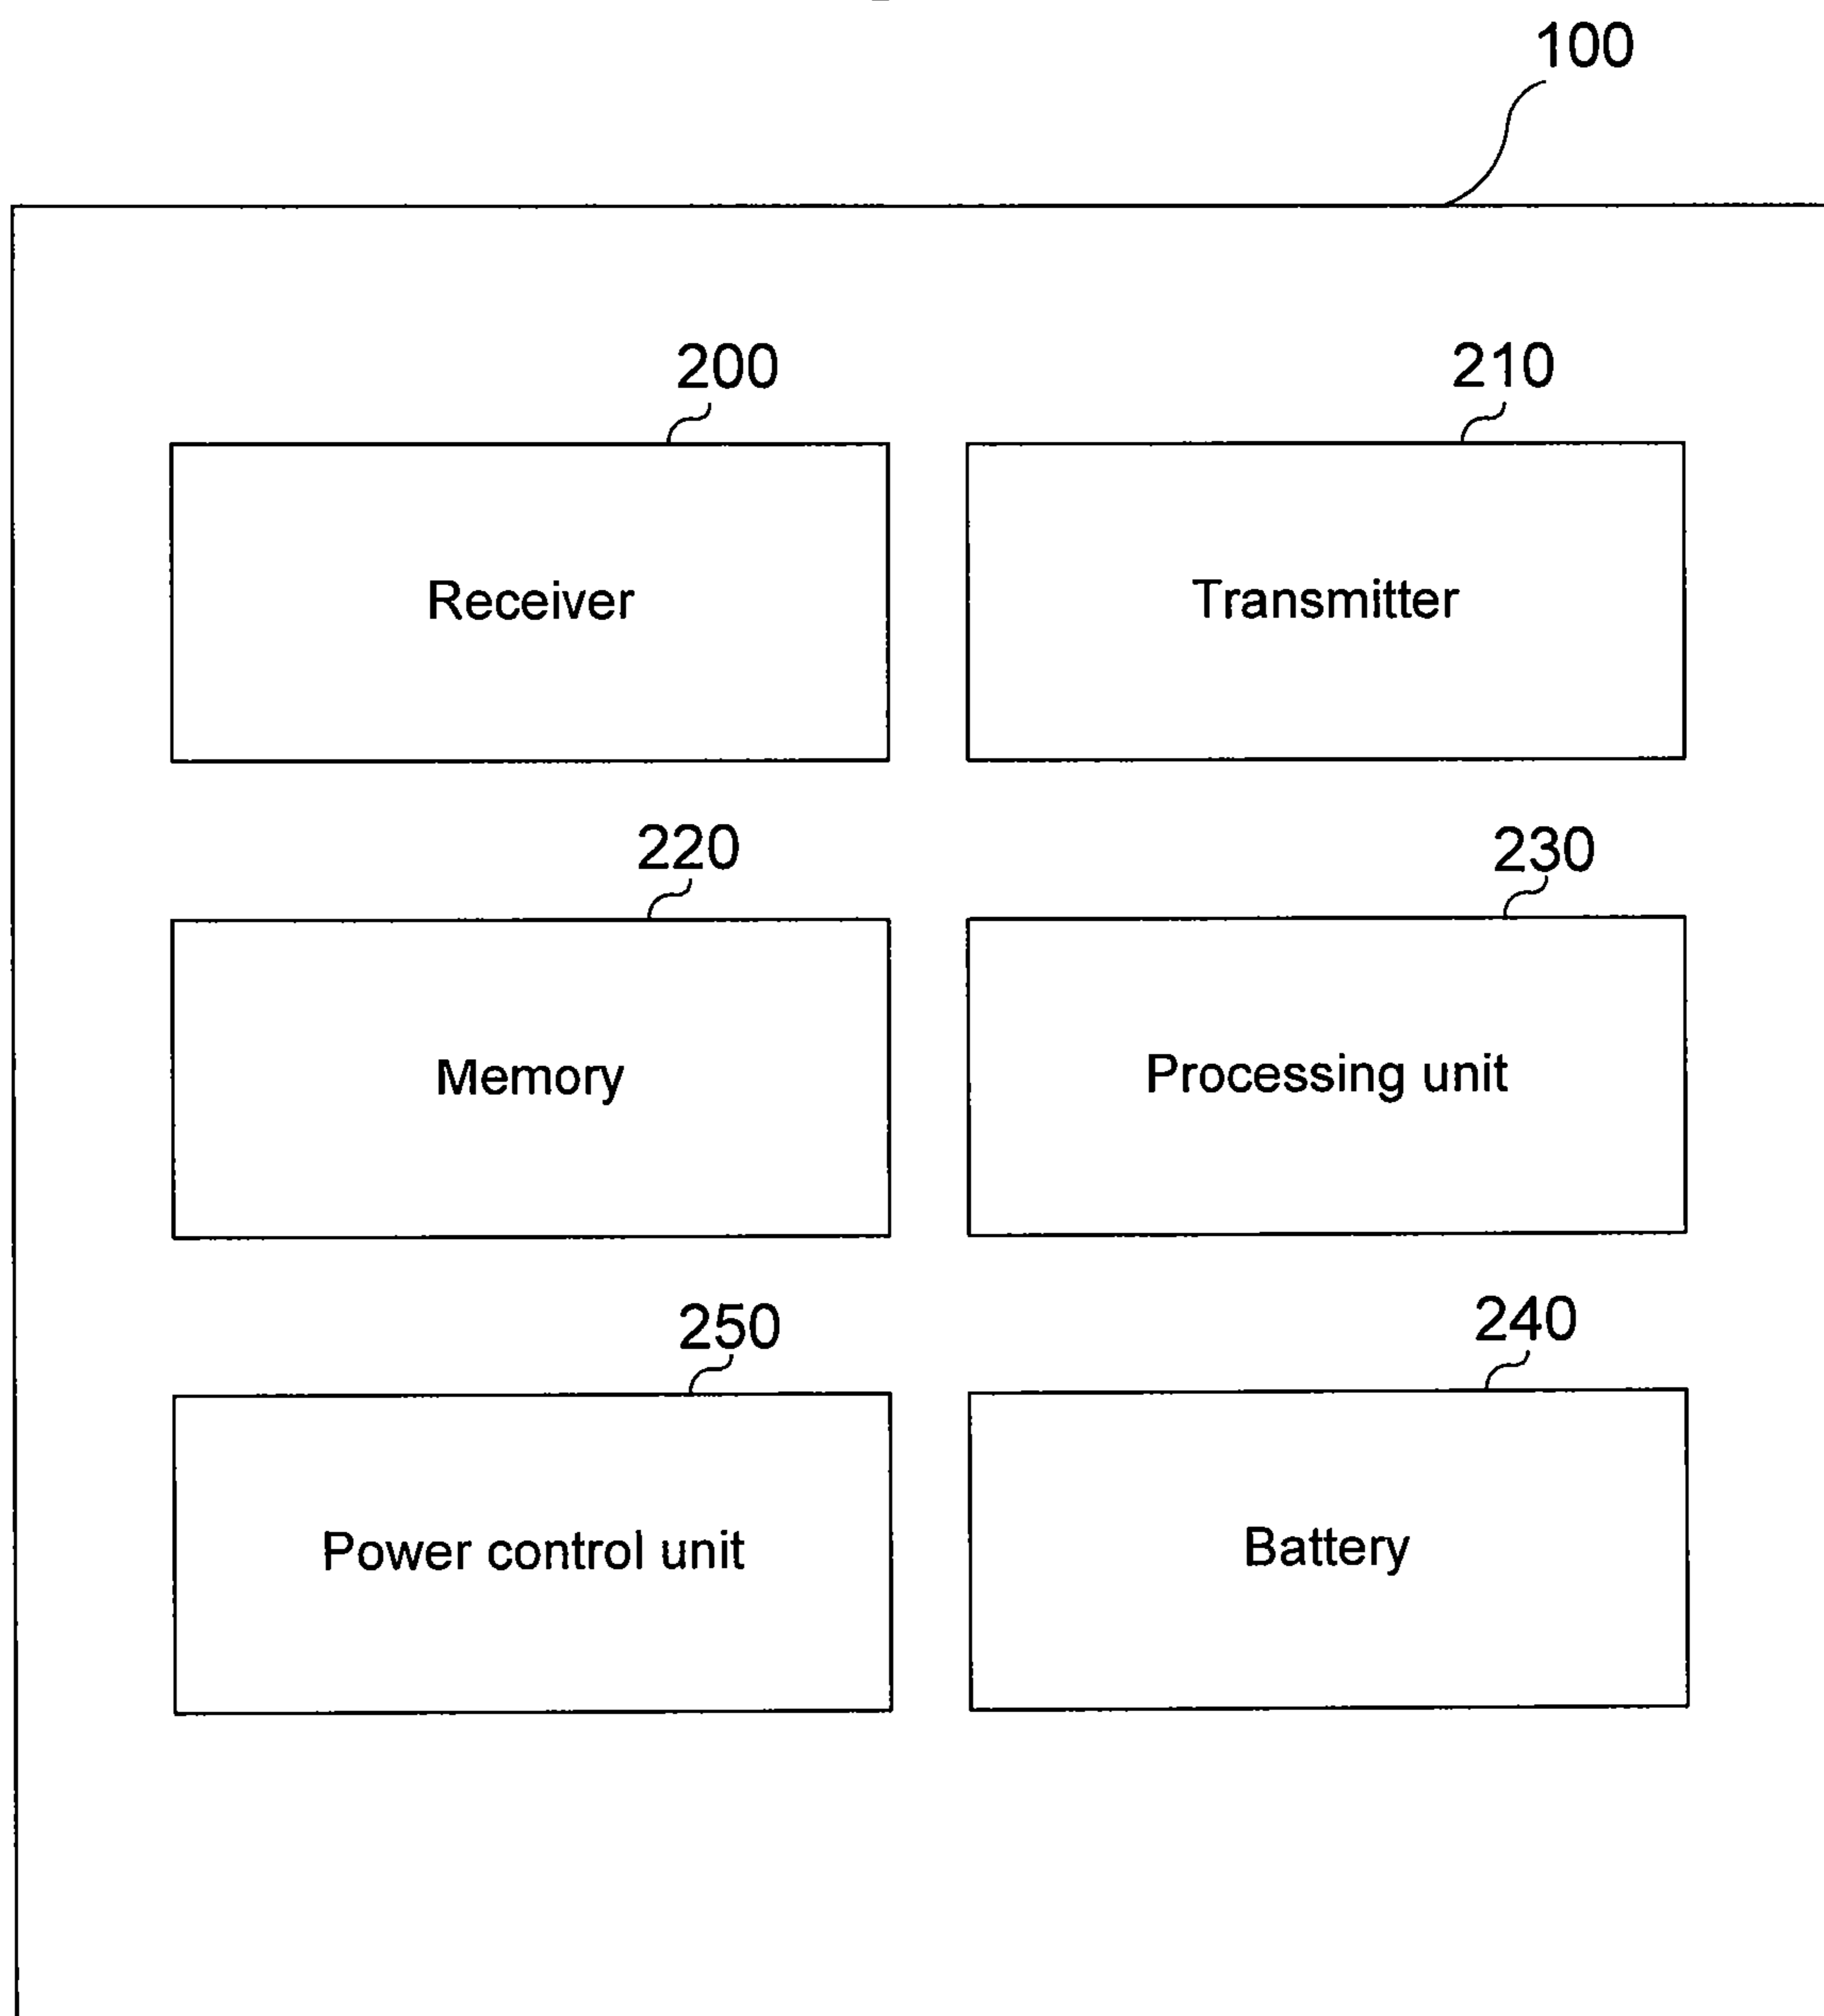 100
200
210
Receiver
Transmitter
220
230
Memory
Processing unit
250
240
Power control unit
Battery